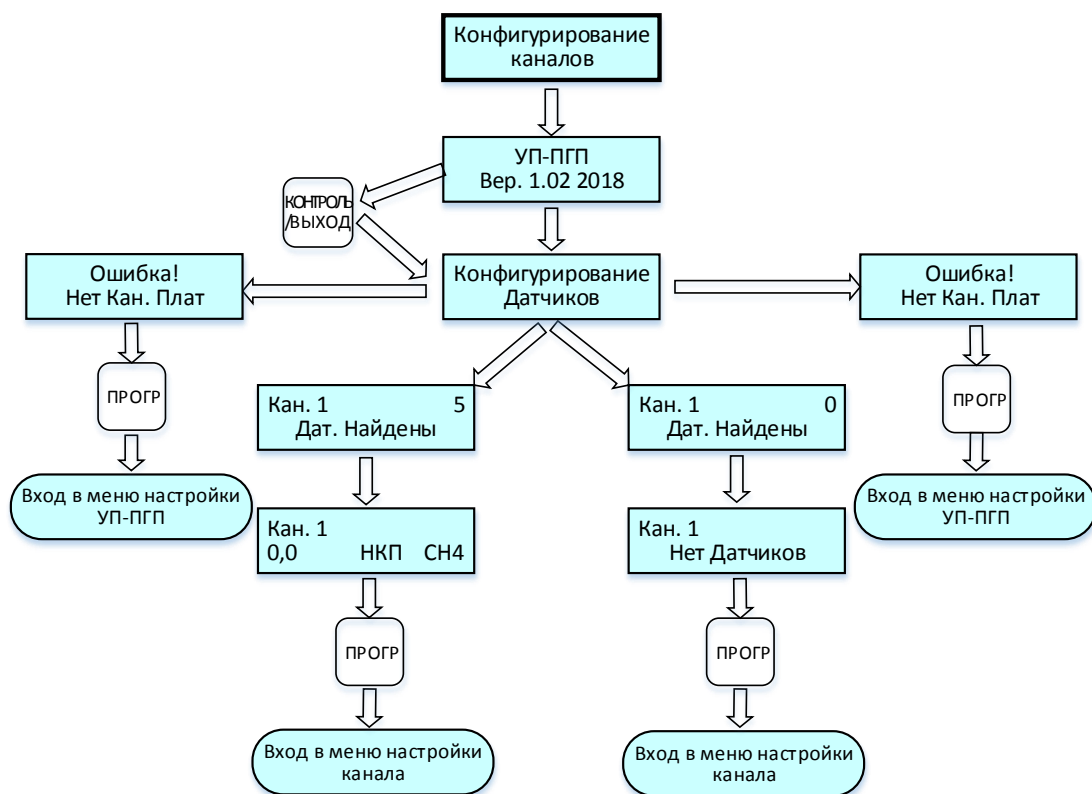 Конфигурирование
каналов
УП-ПГП
Вер. 1.02 2018
КОНТРОЛЬ
/ВЫХОД
Ошибка!
Нет Кан. Плат
Конфигурирование
Датчиков
Ошибка!
Нет Кан. Плат
ПРОГР
ПРОГР
Кан. 1 5
Дат. Найдены
Кан. 1 0
Дат. Найдены
Вход в меню настройки
УП-ПГП
Вход в меню настройки
УП-ПГП
Кан. 1
0,0 НКП СН4
Кан. 1
Нет Датчиков
ПРОГР
ПРОГР
Вход в меню настройки
канала
Вход в меню настройки
канала